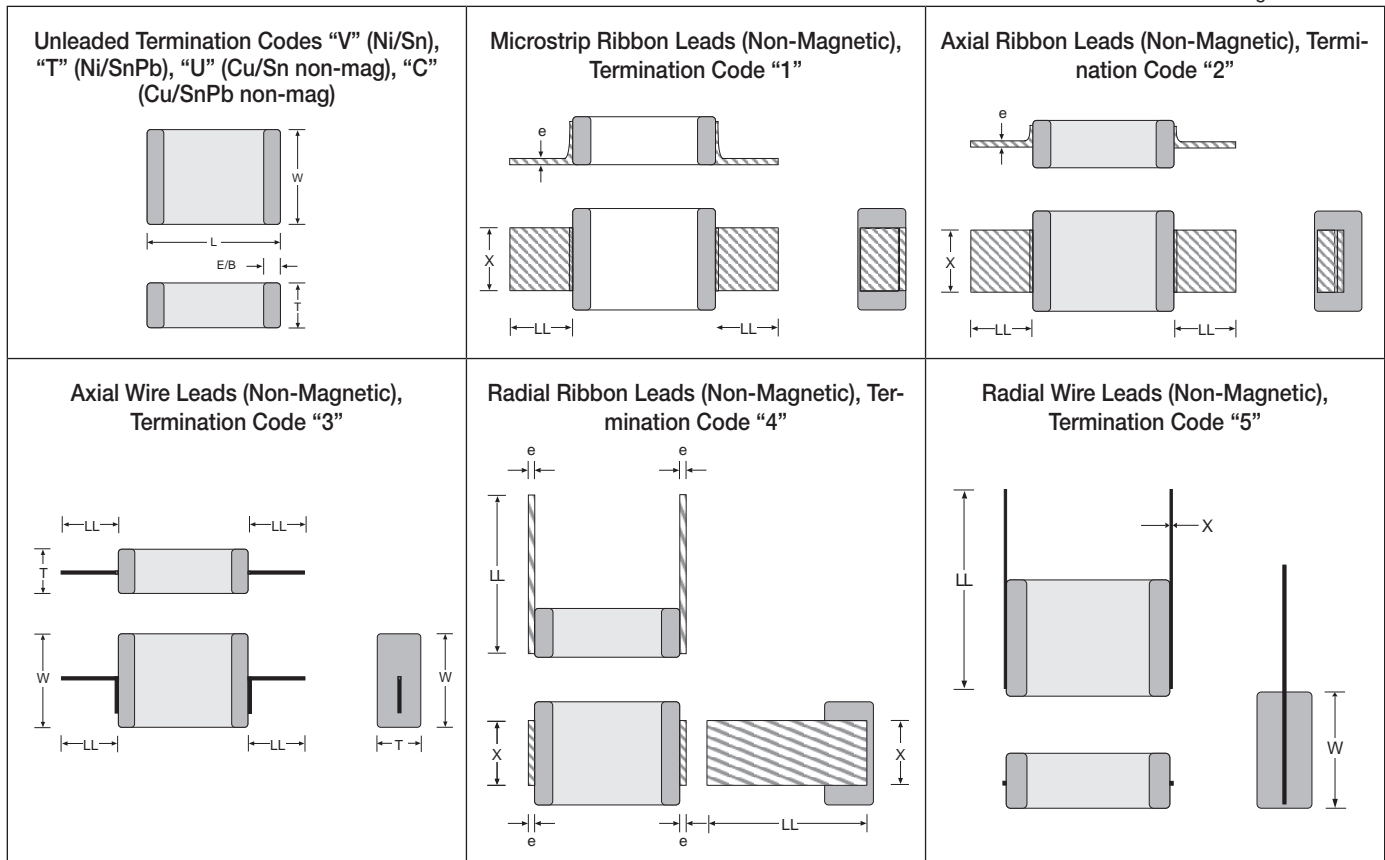 Unleaded Termination Codes “V” (Ni/Sn),
“T” (Ni/SnPb), “U” (Cu/Sn non-mag), “C”
(Cu/SnPb non-mag)
W
L
E/B
T
Microstrip Ribbon Leads (Non-Magnetic),
Termination Code “1”
e
X
LL
LL
Axial Ribbon Leads (Non-Magnetic), Termi-
nation Code “2”
e
X
LL
LL
Axial Wire Leads (Non-Magnetic),
Termination Code “3”
LL
LL
T
W
W
LL
LL
T
Radial Ribbon Leads (Non-Magnetic), Ter-
mination Code “4”
e
e
LL
X
X
LL
e
e
Radial Wire Leads (Non-Magnetic),
Termination Code “5”
X
LL
W